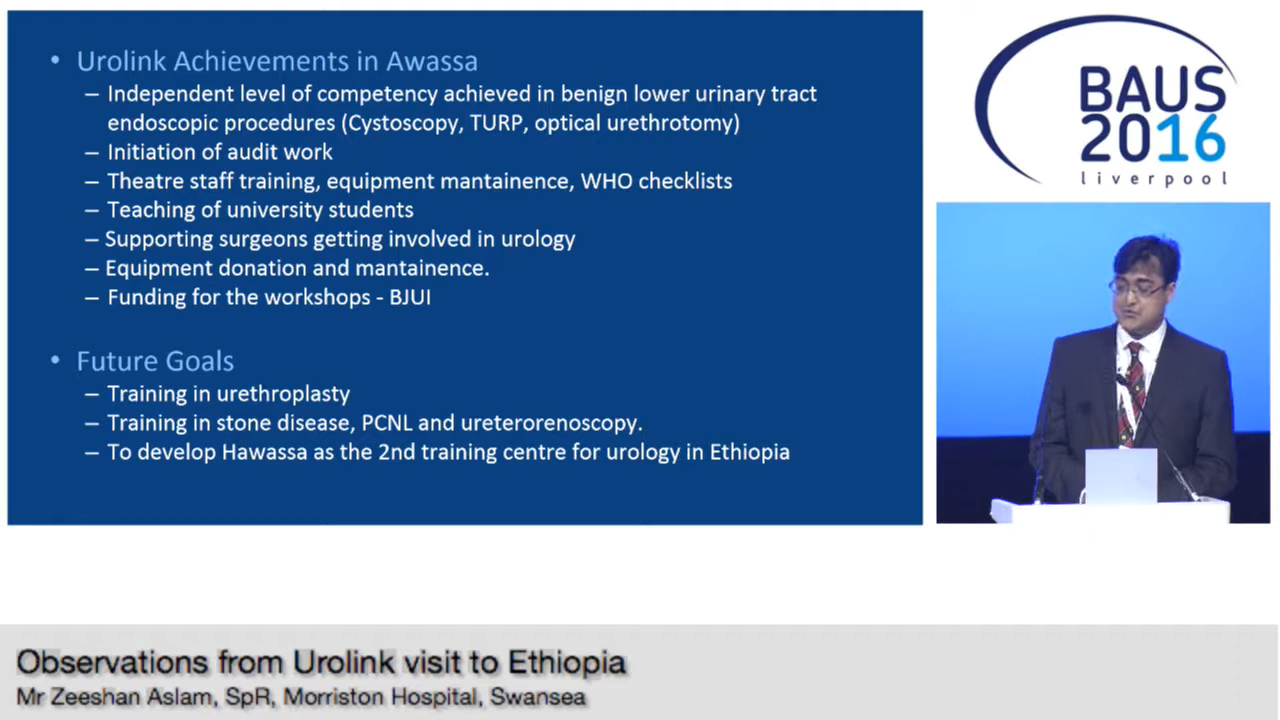 • Urolink Achievements in Awassa
– Independent level of competency achieved in benign lower urinary tract
endoscopic procedures (Cystoscopy, TURP, optical urethrotomy)
– Initiation of audit work
– Theatre staff training, equipment mantainence, WHO checklists
– Teaching of university students
– Supporting surgeons getting involved in urology
– Equipment donation and mantainence.
– Funding for the workshops - BJUI
• Future Goals
– Training in urethroplasty
– Training in stone disease, PCNL and ureterorenoscopy.
– To develop Hawassa as the 2nd training centre for urology in Ethiopia
BAUS
2016
liverpool
Observations from Urolink visit to Ethiopia
Mr Zeeshan Aslam, SpR, Morriston Hospital, Swansea